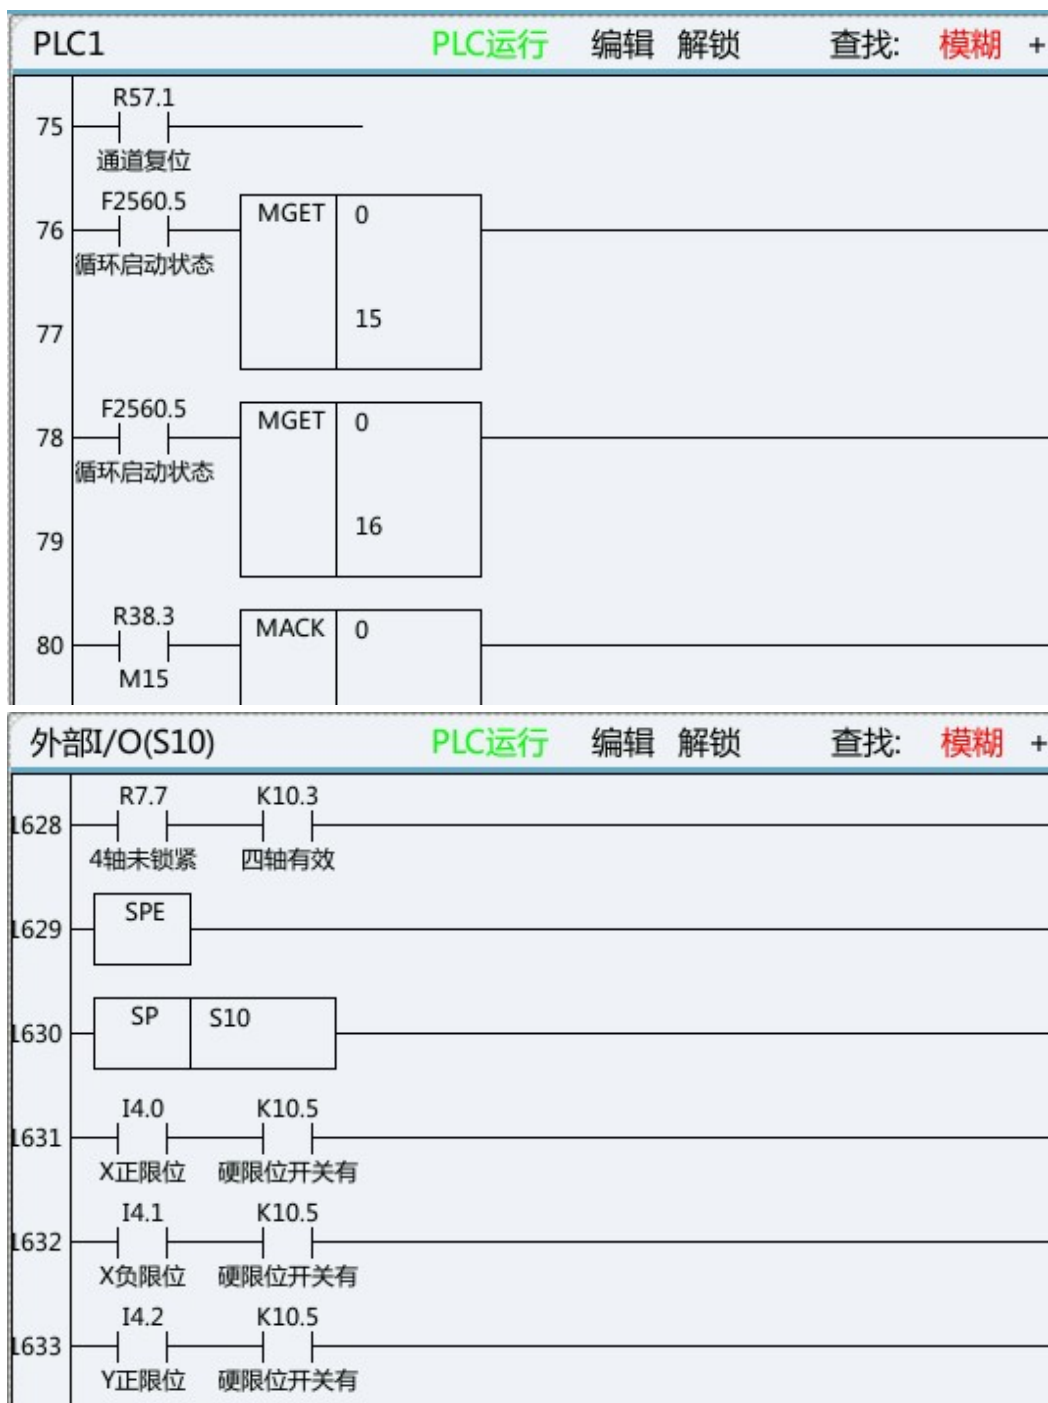 PLC1 PLC运行 编辑 解锁 查找: 模糊 +
R57.1
75
通道复位
F2560.5
MGET 0
76
循环启动状态
15
77
F2560.5
MGET 0
78
循环启动状态
16
79
R38.3
MACK 0
80
M15
外部I/O(S10) PLC运行 编辑 解锁 查找: 模糊 +
R7.7 K10.3
1628
4轴未锁紧 四轴有效
SPE
1629
SP S10
1630
I4.0 K10.5
1631
X正限位 硬限位开关有
I4.1 K10.5
1632
X负限位 硬限位开关有
I4.2 K10.5
1633
Y正限位 硬限位开关有